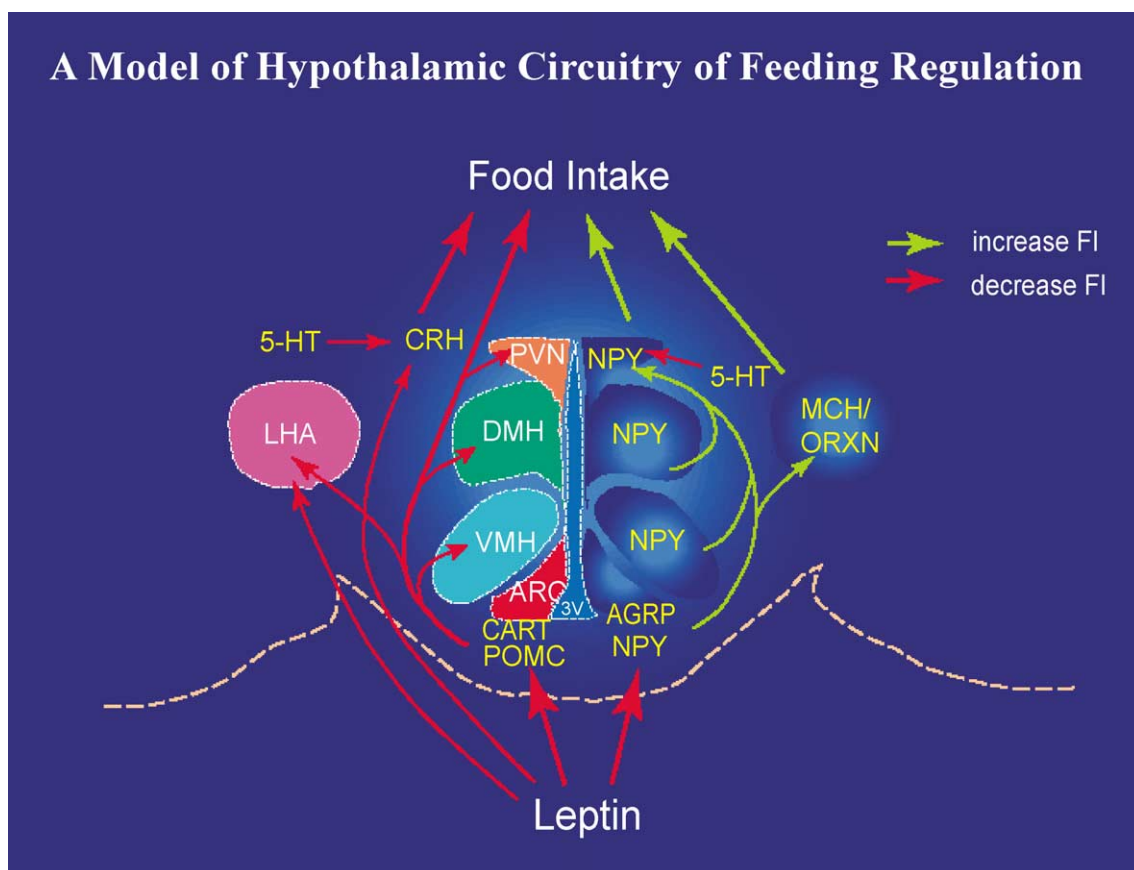 A Model of Hypothalamic Circuitry of Feeding Regulation
Food Intake
increase FI
decrease FI
5-HT
CRH
PVN
NPY
5-HT
LHA
DMH
NPY
MCH/
ORXN
VMH
NPY
ARC
3V
CART
POMC
AGRP
NPY
Leptin